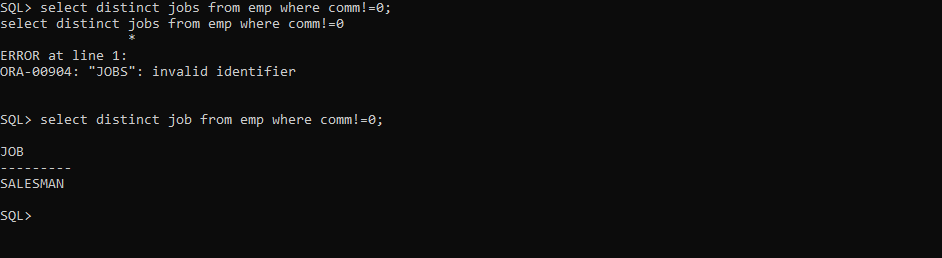 SQL> select distinct jobs from emp where comm!=0;
select distinct jobs from emp where comm!=0
                *
ERROR at line 1:
ORA-00904: "JOBS": invalid identifier
SQL> select distinct job from emp where comm!=0;
JOB
---------
SALESMAN
SQL>